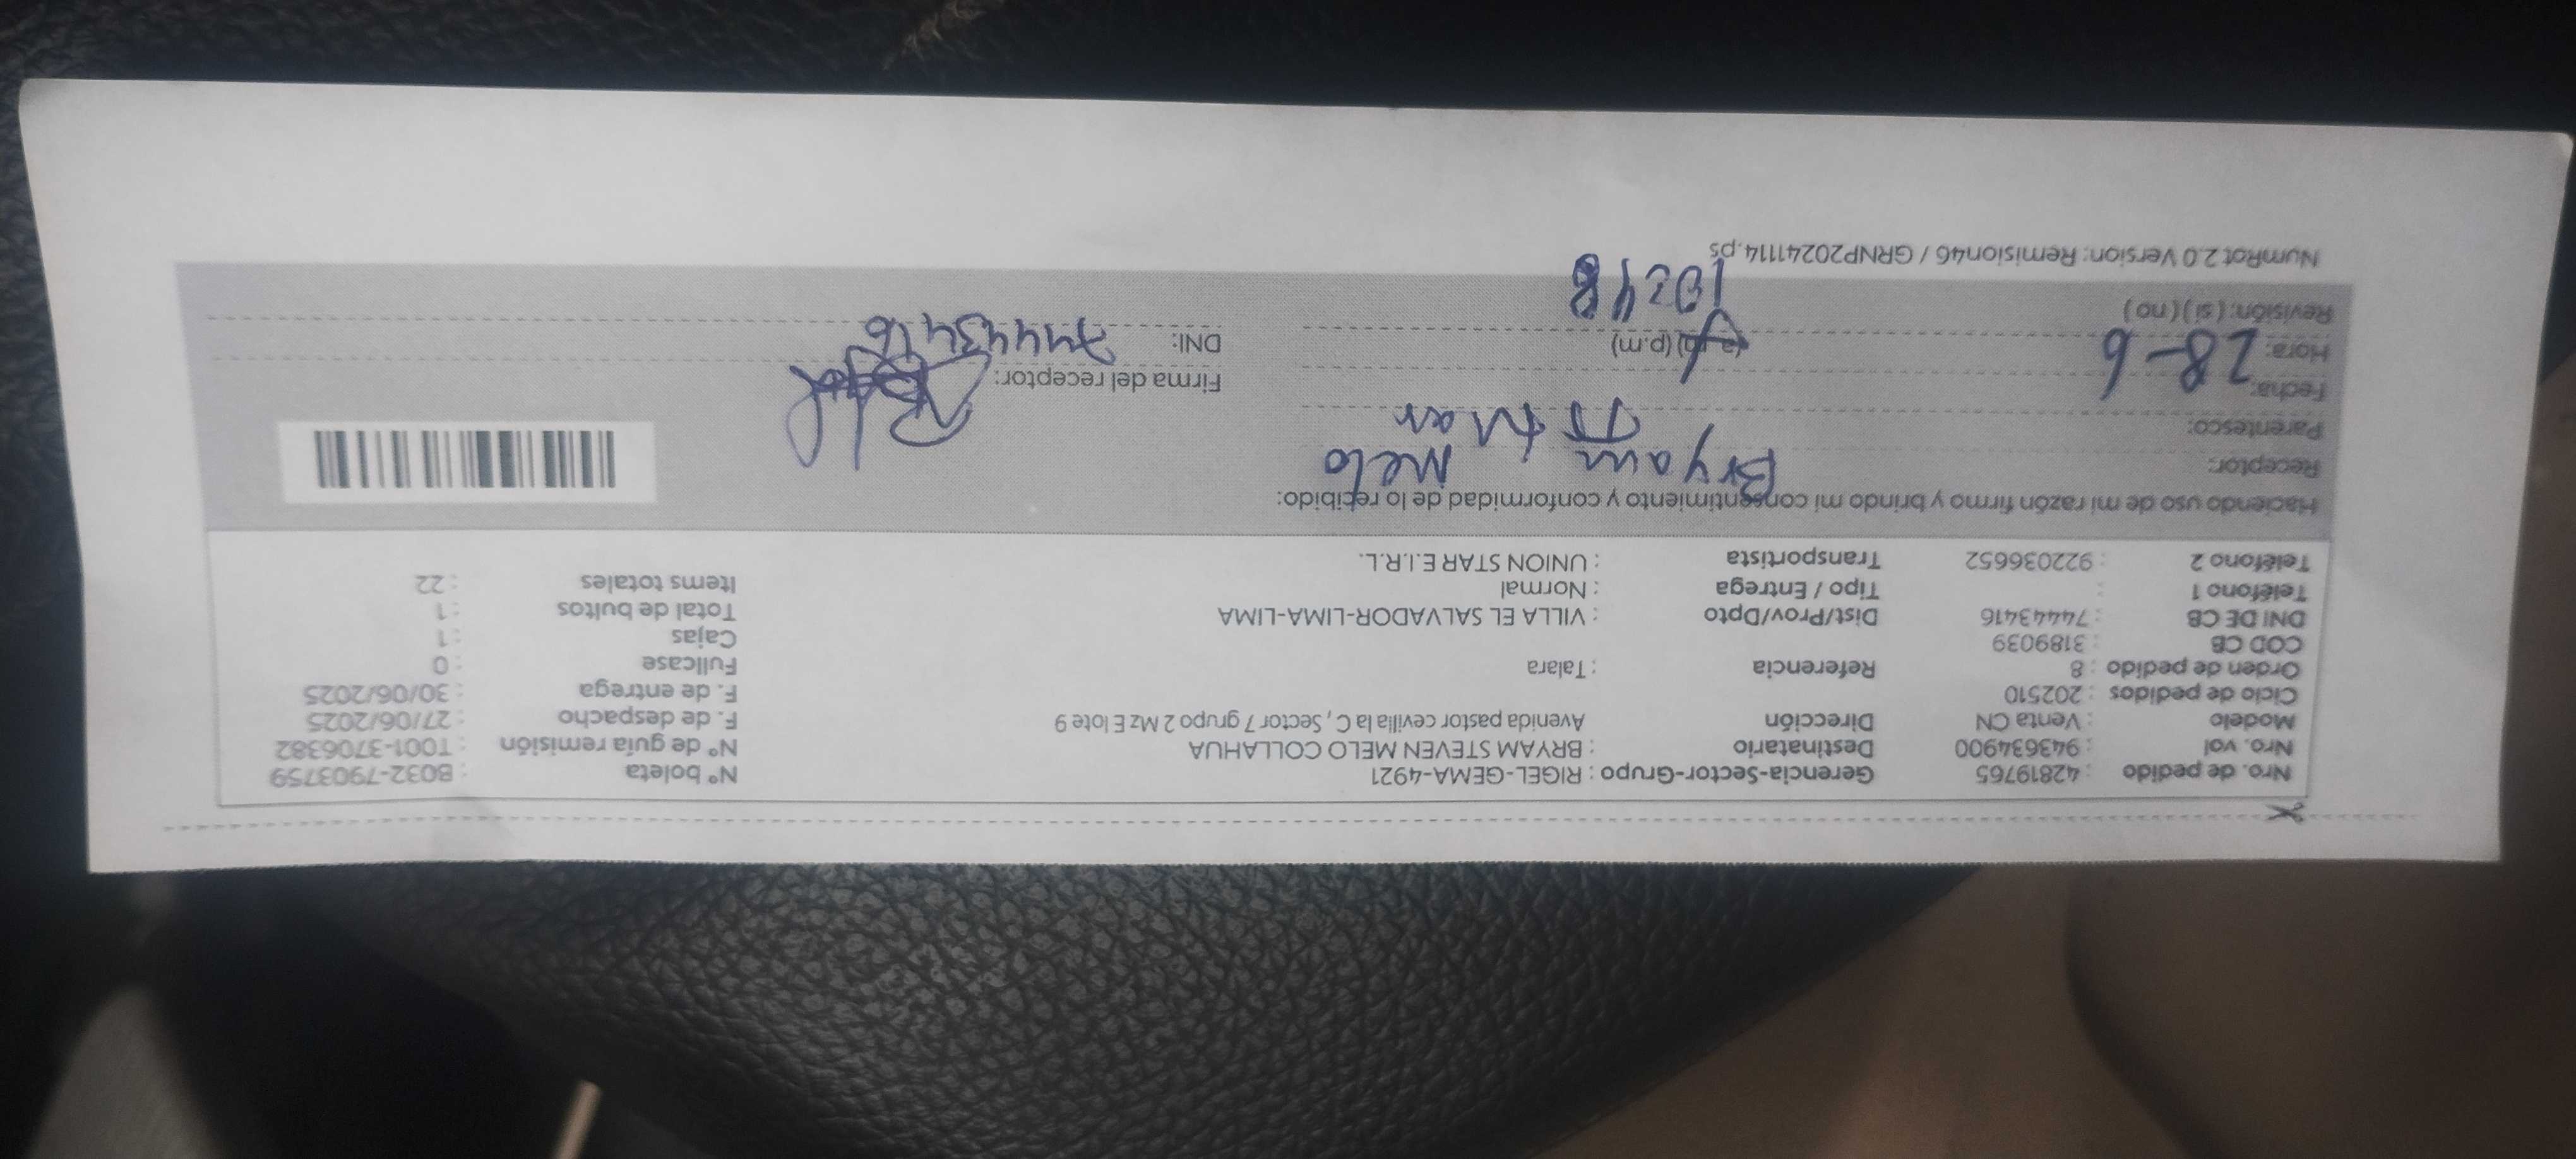 Nro. de pedido : 42819765 Gerencia-Sector-Grupo : RIGEL-GEMA-4921 N° boleta : B032-7903759
Nro. vol : 943634900 Destinatario : BRYAM STEVEN MELO COLLAHUA N° de guía remisión : T001-3706382
Modelo : Venta CN Dirección Avenida pastor cevilla la C, Sector 7 grupo 2 Mz E lote 9 F. de despacho : 27/06/2025
Ciclo de pedidos : 202510 F. de entrega : 30/06/2025
Orden de pedido : 8 Referencia : Talara Fullcase : 0
COD CB : 3189039 Cajas : 1
DNI DE CB : 74443416 Dist/Prov/Dpto : VILLA EL SALVADOR-LIMA-LIMA Total de bultos : 1
Teléfono 1 : Tipo / Entrega : Normal Items totales : 22
Teléfono 2 : 922036652 Transportista : UNION STAR E.I.R.L.
Haciendo uso de mi razón firmo y brindo mi consentimiento y conformidad de lo recibido:
Receptor: Bryam Melo
Parentesco:
Fecha: 28-6 Firma del receptor:
Hora: (a.m) (p.m) DNI: 74443416
Revisión: ( si ) ( no ) 10:48
NumRot 2.0 Version: Remision46 / GRNP20241114.ps